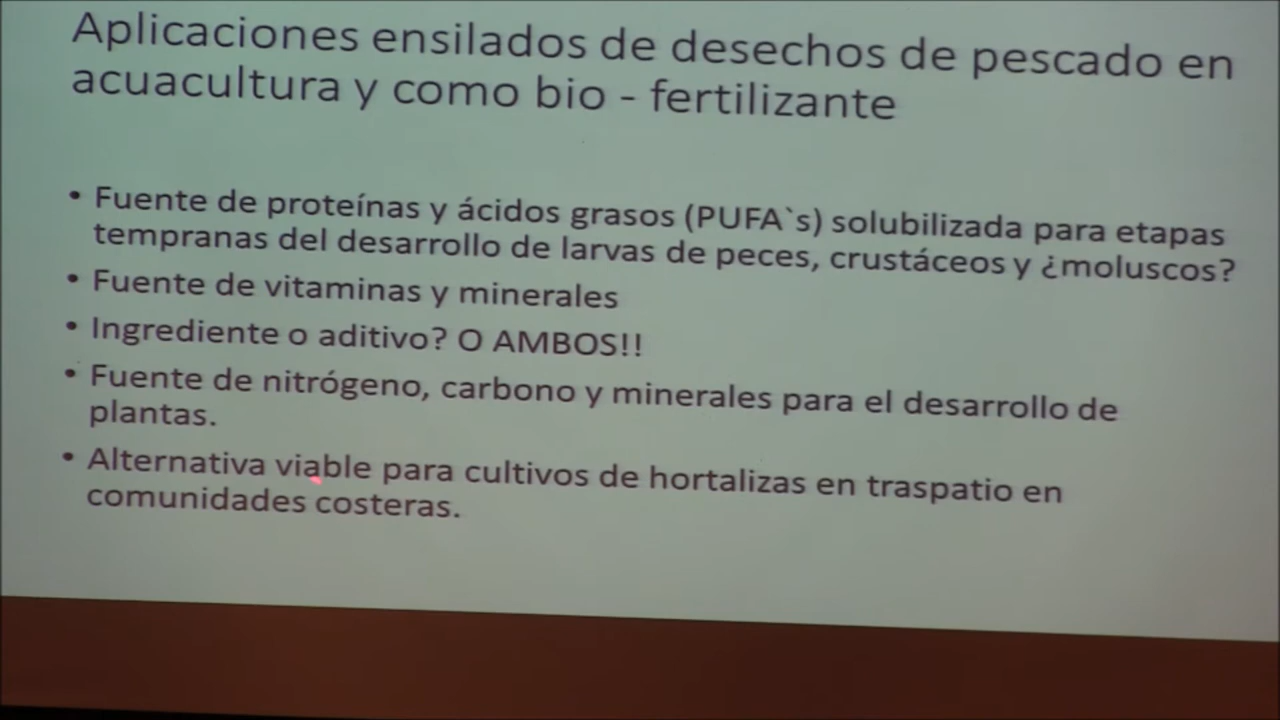 Aplicaciones ensilados de desechos de pescado en
acuacultura y como bio - fertilizante
• Fuente de proteínas y ácidos grasos (PUFA`s) solubilizada para etapas
tempranas del desarrollo de larvas de peces, crustáceos y ¿moluscos?
• Fuente de vitaminas y minerales
• Ingrediente o aditivo? O AMBOS!!
• Fuente de nitrógeno, carbono y minerales para el desarrollo de
plantas.
• Alternativa viable para cultivos de hortalizas en traspatio en
comunidades costeras.